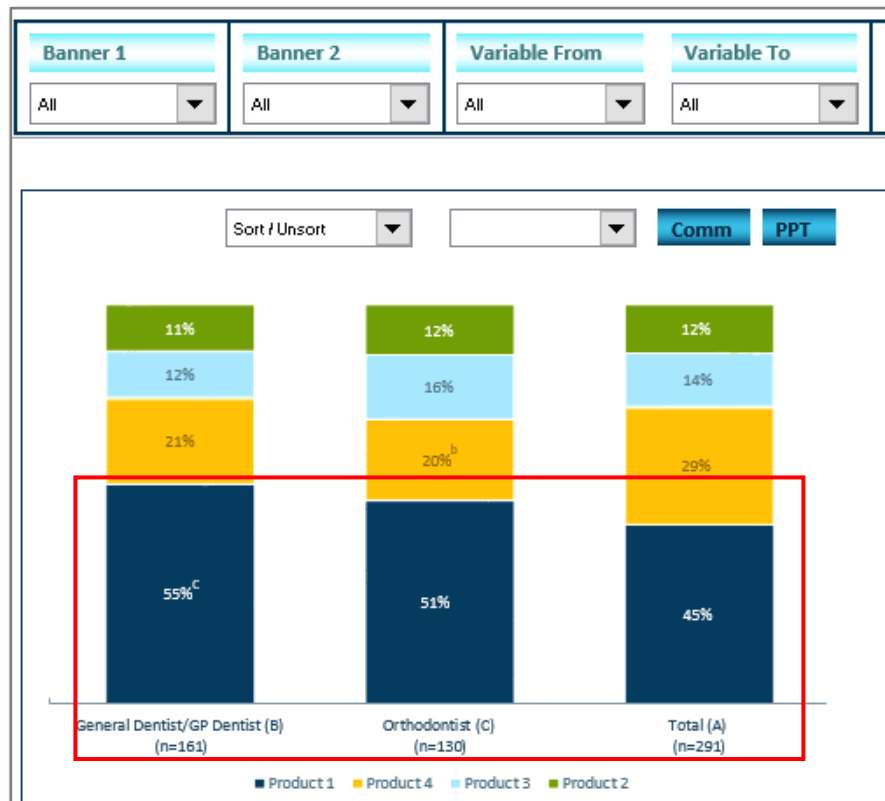 Banner 1 Banner 2 Variable From Variable To
All All All All
Sort / Unsort Comm PPT
11% 12% 12%
12% 16% 14%
21% 20%b 29%
55%C 51% 45%
General Dentist/GP Dentist (B) Orthodontist (C) Total (A)
(n=161) (n=130) (n=291)
Product 1 Product 4 Product 3 Product 2